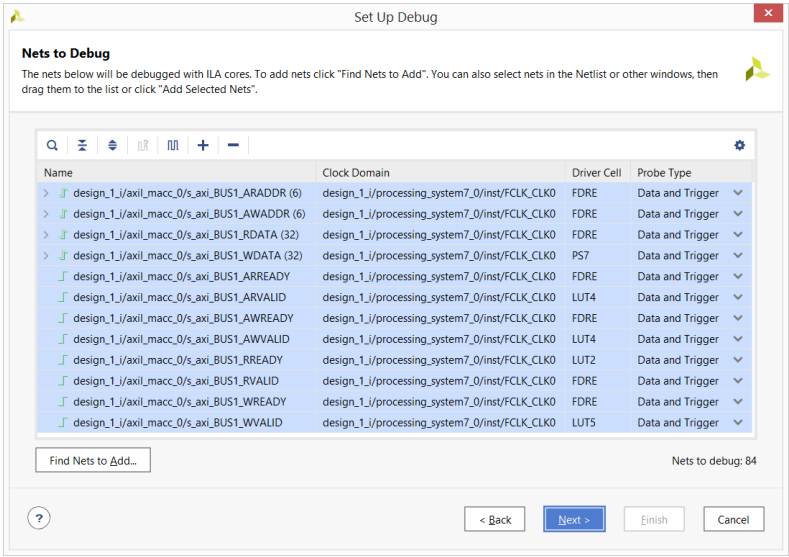 Set Up Debug
Nets to Debug
The nets below will be debugged with ILA cores. To add nets click "Find Nets to Add". You can also select nets in the Netlist or other windows, then
drag them to the list or click "Add Selected Nets".
Name Clock Domain Driver Cell Probe Type
design_1_i/axil_macc_0/s_axi_BUS1_ARADDR (6) design_1_i/processing_system7_0/inst/FCLK_CLK0 FDRE Data and Trigger
design_1_i/axil_macc_0/s_axi_BUS1_AWADDR (6) design_1_i/processing_system7_0/inst/FCLK_CLK0 FDRE Data and Trigger
design_1_i/axil_macc_0/s_axi_BUS1_RDATA (32) design_1_i/processing_system7_0/inst/FCLK_CLK0 FDRE Data and Trigger
design_1_i/axil_macc_0/s_axi_BUS1_WDATA (32) design_1_i/processing_system7_0/inst/FCLK_CLK0 PS7 Data and Trigger
design_1_i/axil_macc_0/s_axi_BUS1_ARREADY design_1_i/processing_system7_0/inst/FCLK_CLK0 FDRE Data and Trigger
design_1_i/axil_macc_0/s_axi_BUS1_ARVALID design_1_i/processing_system7_0/inst/FCLK_CLK0 LUT4 Data and Trigger
design_1_i/axil_macc_0/s_axi_BUS1_AWREADY design_1_i/processing_system7_0/inst/FCLK_CLK0 FDRE Data and Trigger
design_1_i/axil_macc_0/s_axi_BUS1_AWVALID design_1_i/processing_system7_0/inst/FCLK_CLK0 LUT4 Data and Trigger
design_1_i/axil_macc_0/s_axi_BUS1_RREADY design_1_i/processing_system7_0/inst/FCLK_CLK0 LUT2 Data and Trigger
design_1_i/axil_macc_0/s_axi_BUS1_RVALID design_1_i/processing_system7_0/inst/FCLK_CLK0 FDRE Data and Trigger
design_1_i/axil_macc_0/s_axi_BUS1_WREADY design_1_i/processing_system7_0/inst/FCLK_CLK0 FDRE Data and Trigger
design_1_i/axil_macc_0/s_axi_BUS1_WVALID design_1_i/processing_system7_0/inst/FCLK_CLK0 LUT5 Data and Trigger
Find Nets to Add... Nets to debug: 84
? < Back Next > Finish Cancel